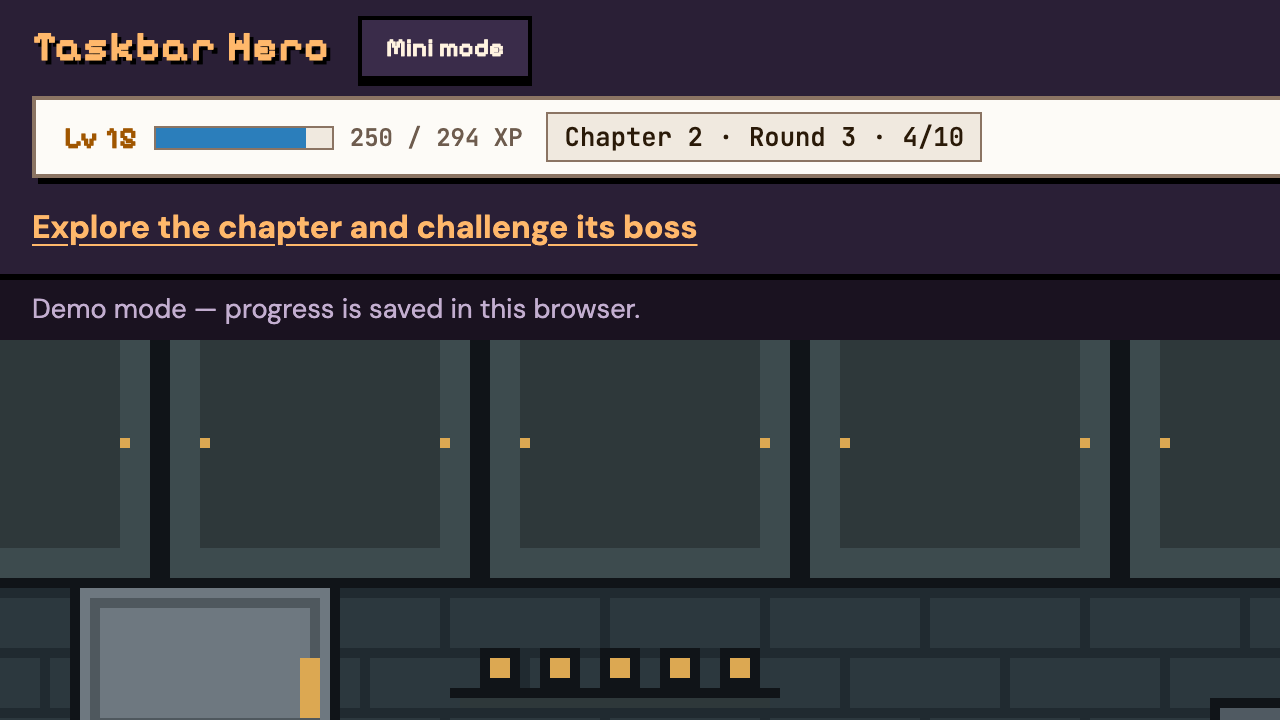 Taskbar Hero
Mini mode
Lv 18
250 / 294 XP
Chapter 2 · Round 3 · 4/10
Explore the chapter and challenge its boss
Demo mode — progress is saved in this browser.